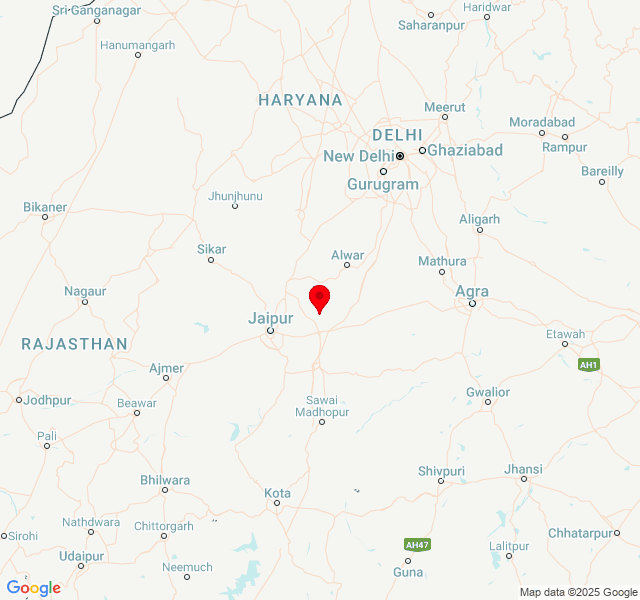 Sri Ganganagar
Hanumangarh
Haridwar
Saharanpur
HARYANA
Meerut
Moradabad
DELHI
Rampur
New Delhi
Ghaziabad
Gurugram
Bareilly
Jhunjhunu
Bikaner
Aligarh
Sikar
Alwar
Mathura
Nagaur
Agra
Jaipur
RAJASTHAN
Etawah
AH1
Ajmer
Gwalior
Jodhpur
Beawar
Sawai
Madhopur
Pali
Shivpuri
Jhansi
Bhilwara
Kota
Nathdwara
Chittorgarh
Sirohi
Chhatarpur
AH47
Udaipur
Lalitpur
Neemuch
Guna
Google
Map data ©2025 Google